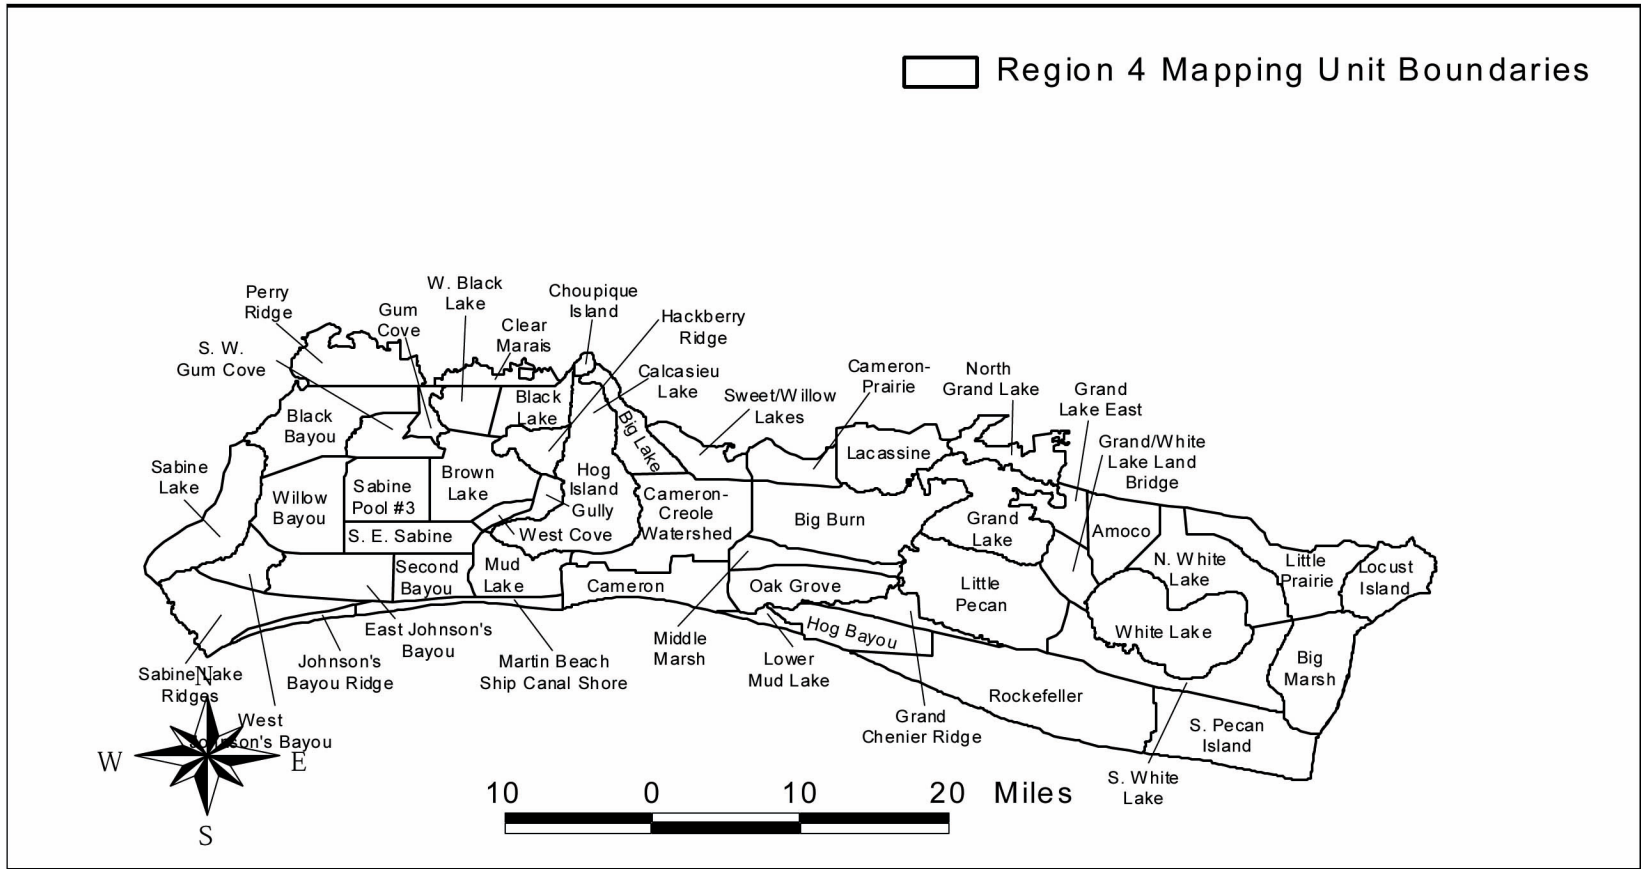 Region 4 Mapping Unit Boundaries
Perry
Ridge
W. Black
Lake
Choupique
Island
Gum
Cove
Clear
Marais
Hackberry
Ridge
S. W.
Gum Cove
Calcasieu
Lake
Sweet/Willow
Lakes
Cameron-
Prairie
North
Grand Lake
Grand
Lake East
Grand/White
Lake Land
Bridge
Black
Bayou
Black
Lake
Big Lake
Lacassine
Sabine
Lake
Willow
Bayou
Sabine
Pool #3
Brown
Lake
Hog
Island
Gully
Cameron-
Creole
Watershed
Big Burn
Grand
Lake
Amoco
S. E. Sabine
West Cove
N. White
Lake
Little
Prairie
Locust
Island
Second
Bayou
Mud
Lake
Cameron
Oak Grove
Little
Pecan
White Lake
Hog Bayou
Big
Marsh
East Johnson's
Bayou
Middle
Marsh
Johnson's
Bayou Ridge
Martin Beach
Ship Canal Shore
Lower
Mud Lake
Sabine Lake
Ridges
Rockefeller
Grand
Chenier Ridge
S. Pecan
Island
West
Johnson's Bayou
S. White
Lake
N
W
E
S
10 0 10 20 Miles